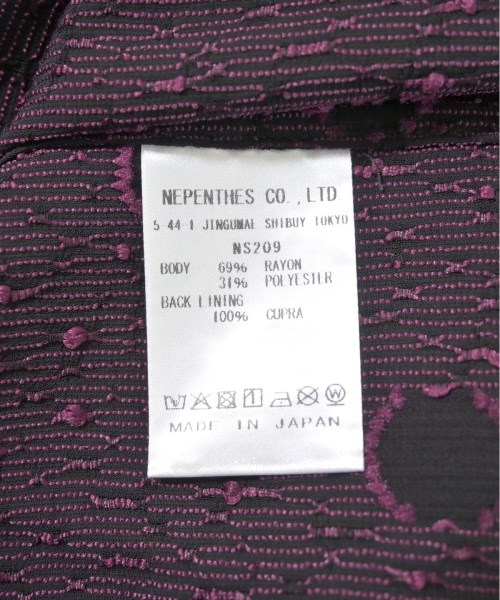 NEPENTHES CO.,LTD
5 44 1 JINGUMAE SHIBUY TOKYO
NS209
BODY 69% RAYON
31% POLYESTER
BACK LINING
100% CUPRA
W
MADE IN JAPAN